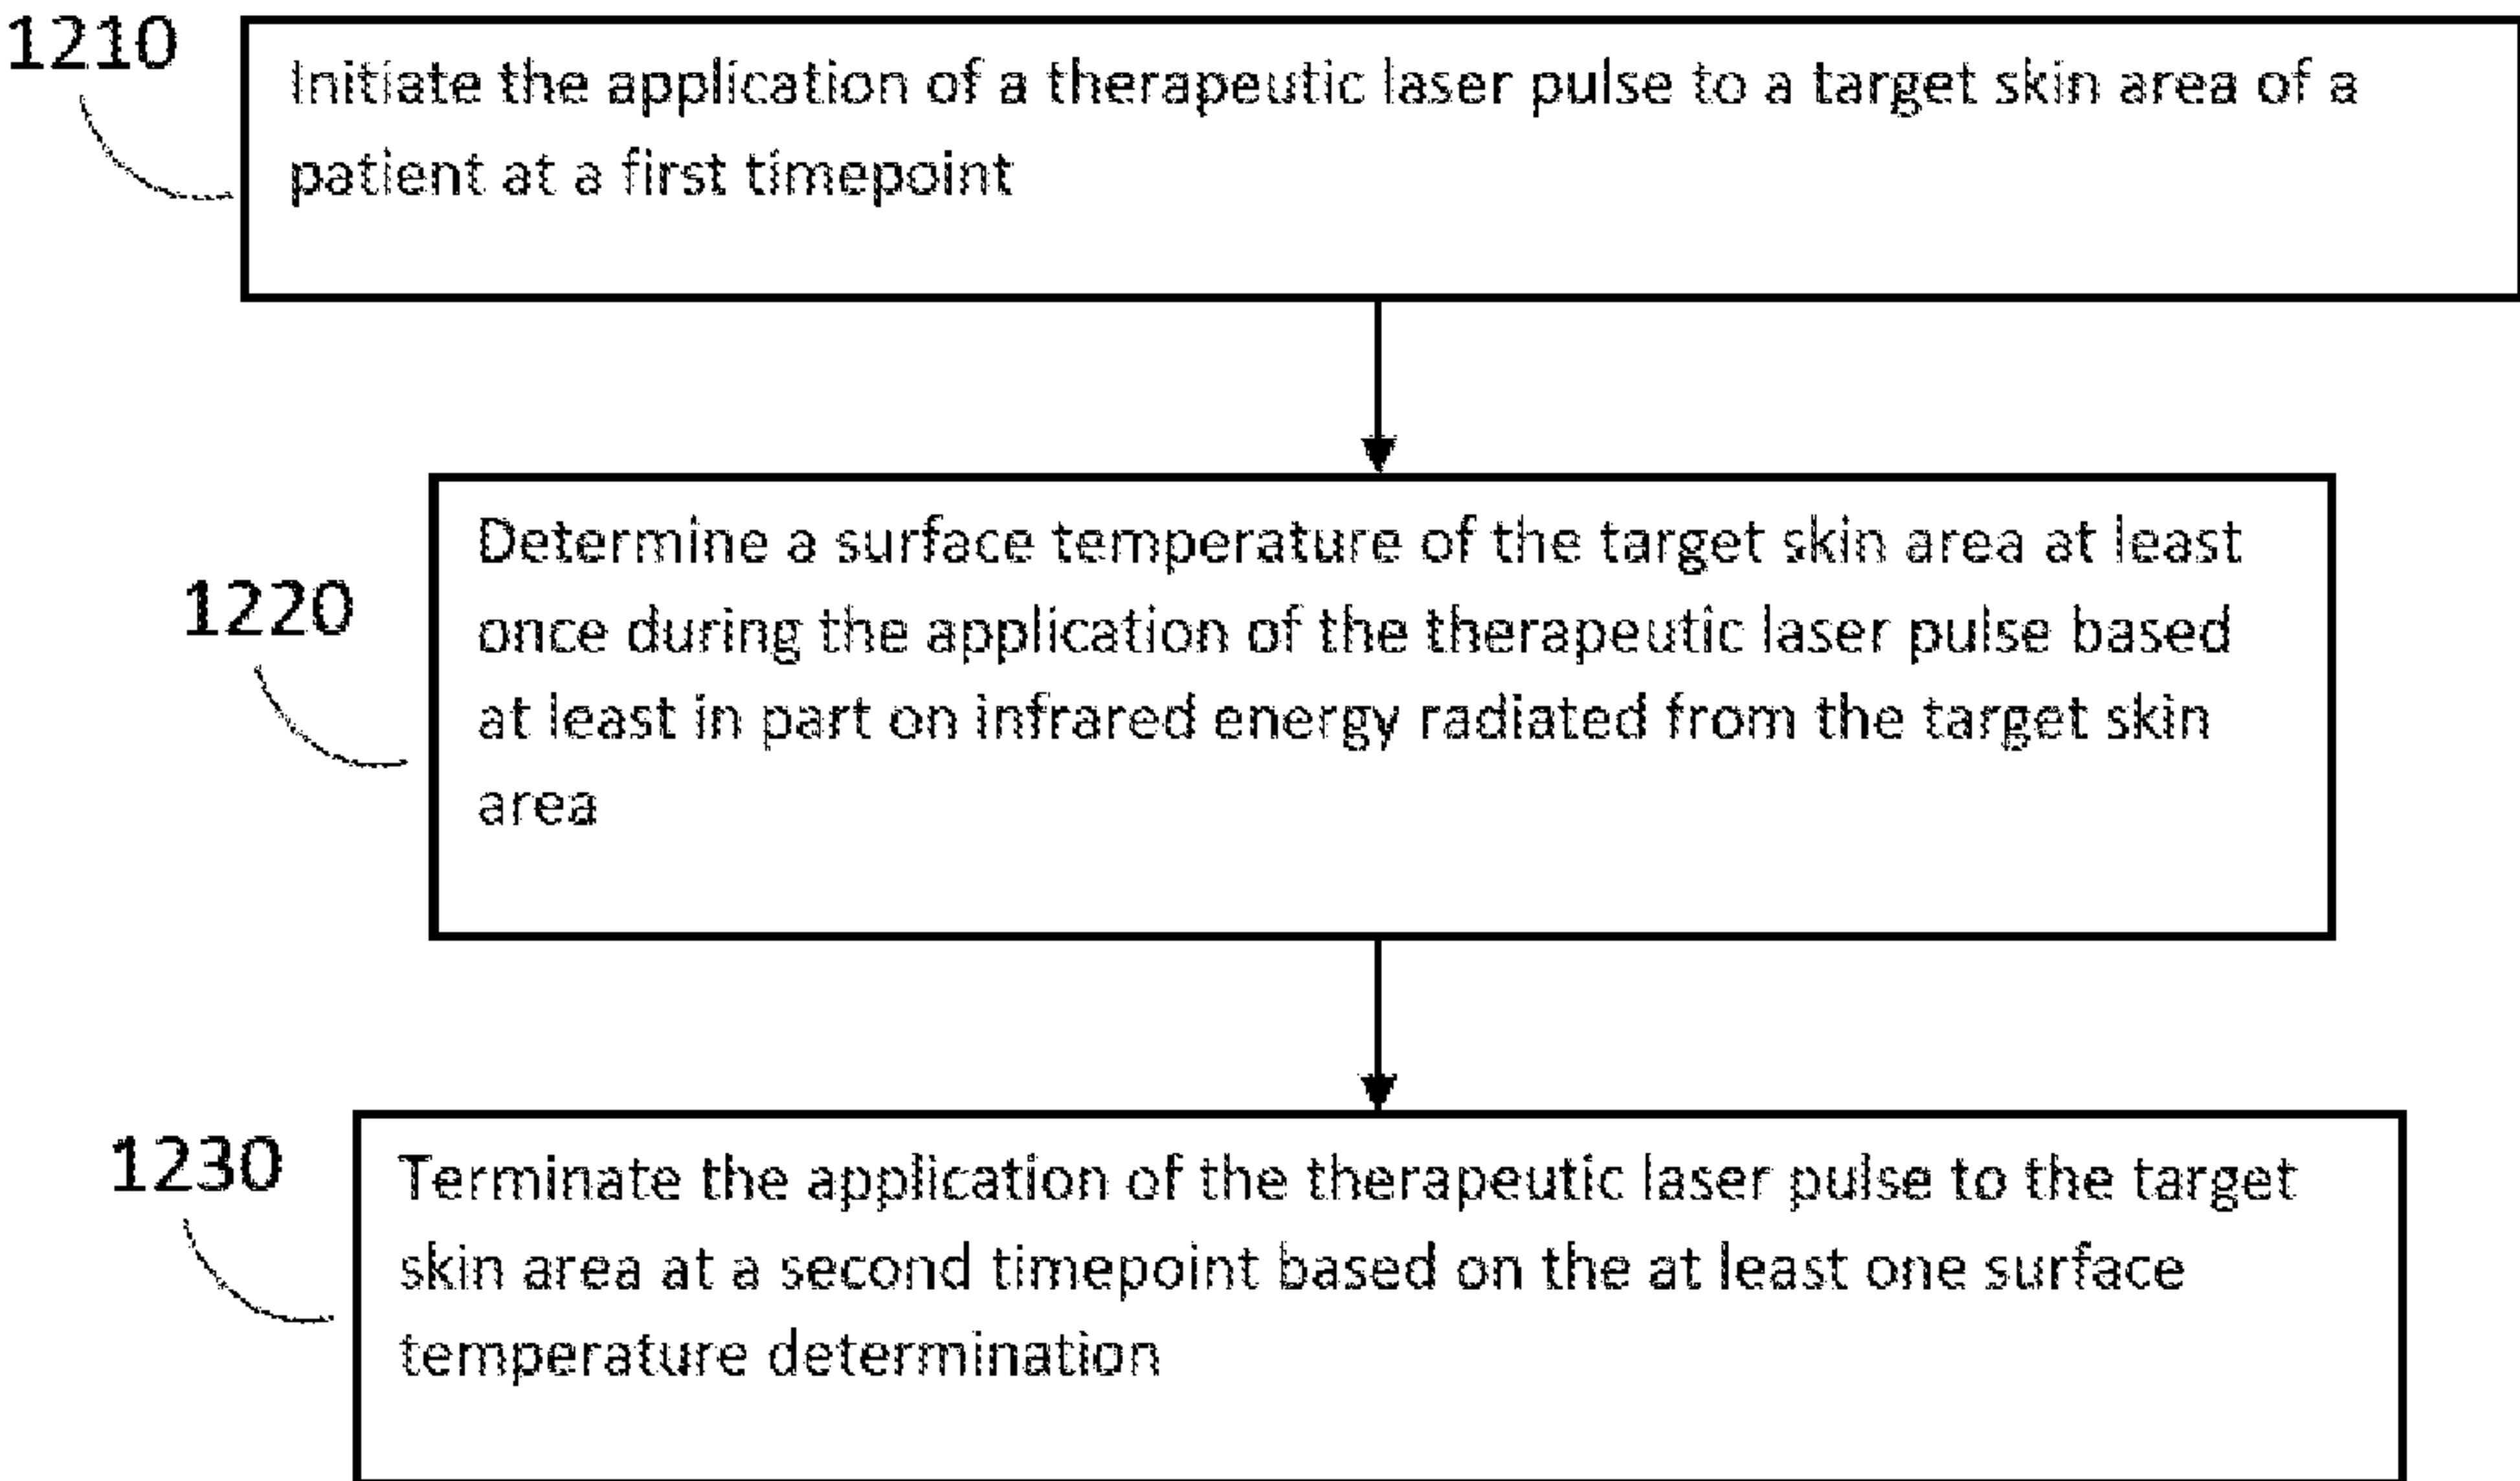 1210
Initiate the application of a therapeutic laser pulse to a target skin area of a
patient at a first timepoint
1220
Determine a surface temperature of the target skin area at least
once during the application of the therapeutic laser pulse based
at least in part on infrared energy radiated from the target skin
area
1230
Terminate the application of the therapeutic laser pulse to the target
skin area at a second timepoint based on the at least one surface
temperature determination